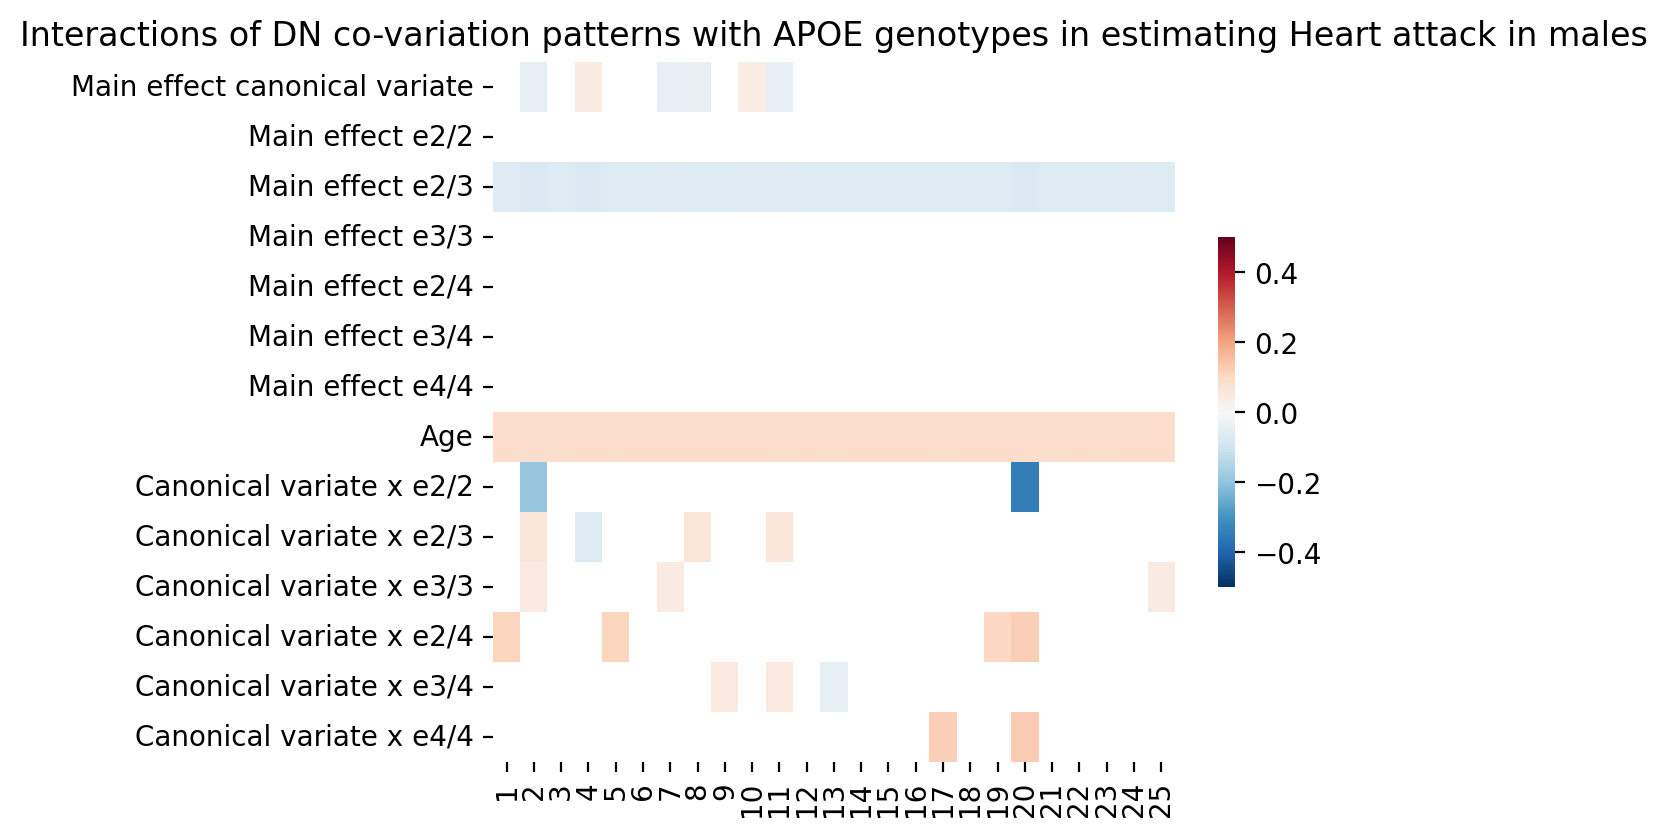 Interactions of DN co-variation patterns with APOE genotypes in estimating Heart attack in males
Main effect canonical variate
Main effect e2/2
Main effect e2/3
Main effect e3/3
Main effect e2/4
Main effect e3/4
Main effect e4/4
Age
Canonical variate x e2/2
Canonical variate x e2/3
Canonical variate x e3/3
Canonical variate x e2/4
Canonical variate x e3/4
Canonical variate x e4/4
1 2 3 4 5 6 7 8 9 10 11 12 13 14 15 16 17 18 19 20 21 22 23 24 25
0.4
0.2
0.0
−0.2
−0.4